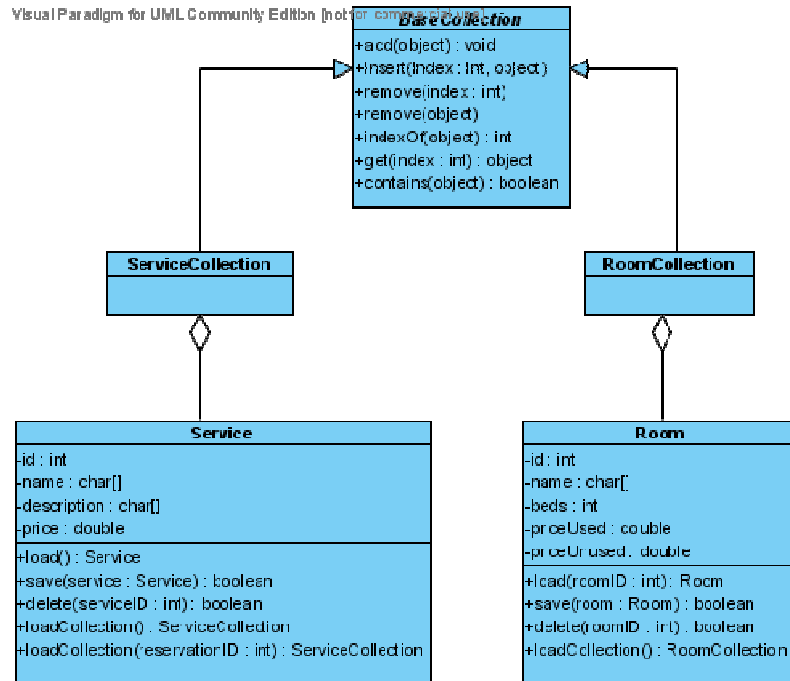 Visual Paradigm for UML Community Edition [not for commercial use]
BaseCollection
+add(object) : void
+insert(index : int, object)
+remove(index : int)
+remove(object)
+indexOf(object) : int
+get(index : int) : object
+contains(object) : boolean
ServiceCollection
RoomCollection
Service
-id : int
-name : char[]
-description : char[]
-price : double
+load() : Service
+save(service : Service) : boolean
+delete(serviceID : int) : boolean
+loadCollection() : ServiceCollection
+loadCollection(reservationID : int) : ServiceCollection
Room
-id : int
-name : char[]
-beds : int
-priceUsed : double
-priceUnused : double
+load(roomID : int) : Room
+save(room : Room) : boolean
+delete(roomID : int) : boolean
+loadCollection() : RoomCollection